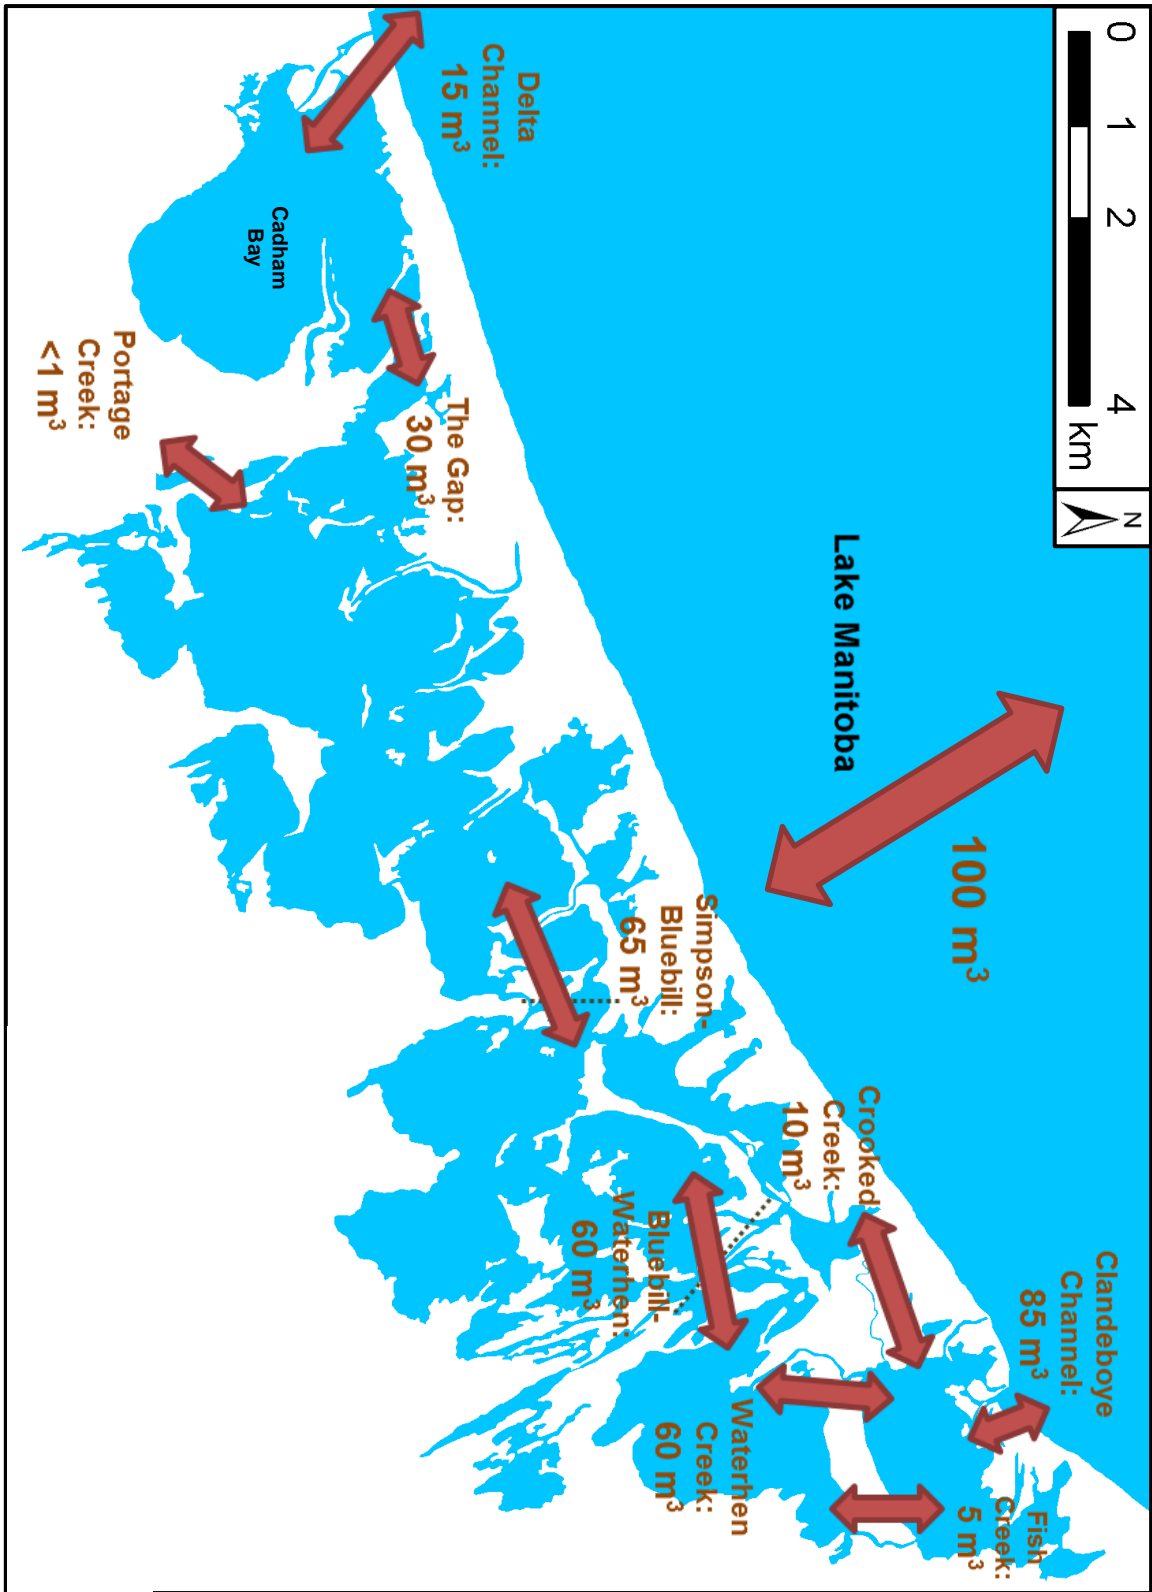 0 1 2 4
km
N
Lake Manitoba
100 m³
Delta
Channel:
15 m³
Cadham
Bay
The Gap:
30 m³
Portage
Creek:
<1 m³
Simpson-
Bluebill:
65 m³
Crooked
Creek:
10 m³
Bluebill-
Waterhen:
60 m³
Clandeboye
Channel:
85 m³
Waterhen
Creek:
60 m³
Fish
Creek:
5 m³